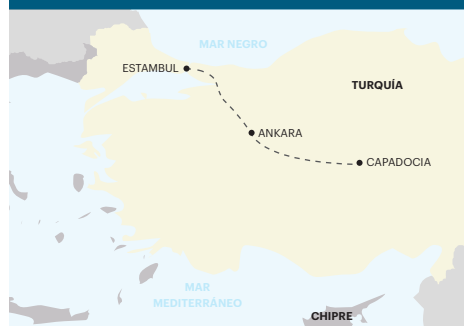 MAR NEGRO
ESTAMBUL
TURQUÍA
ANKARA
CAPADOCIA
MAR
MEDITERRÁNEO
CHIPRE